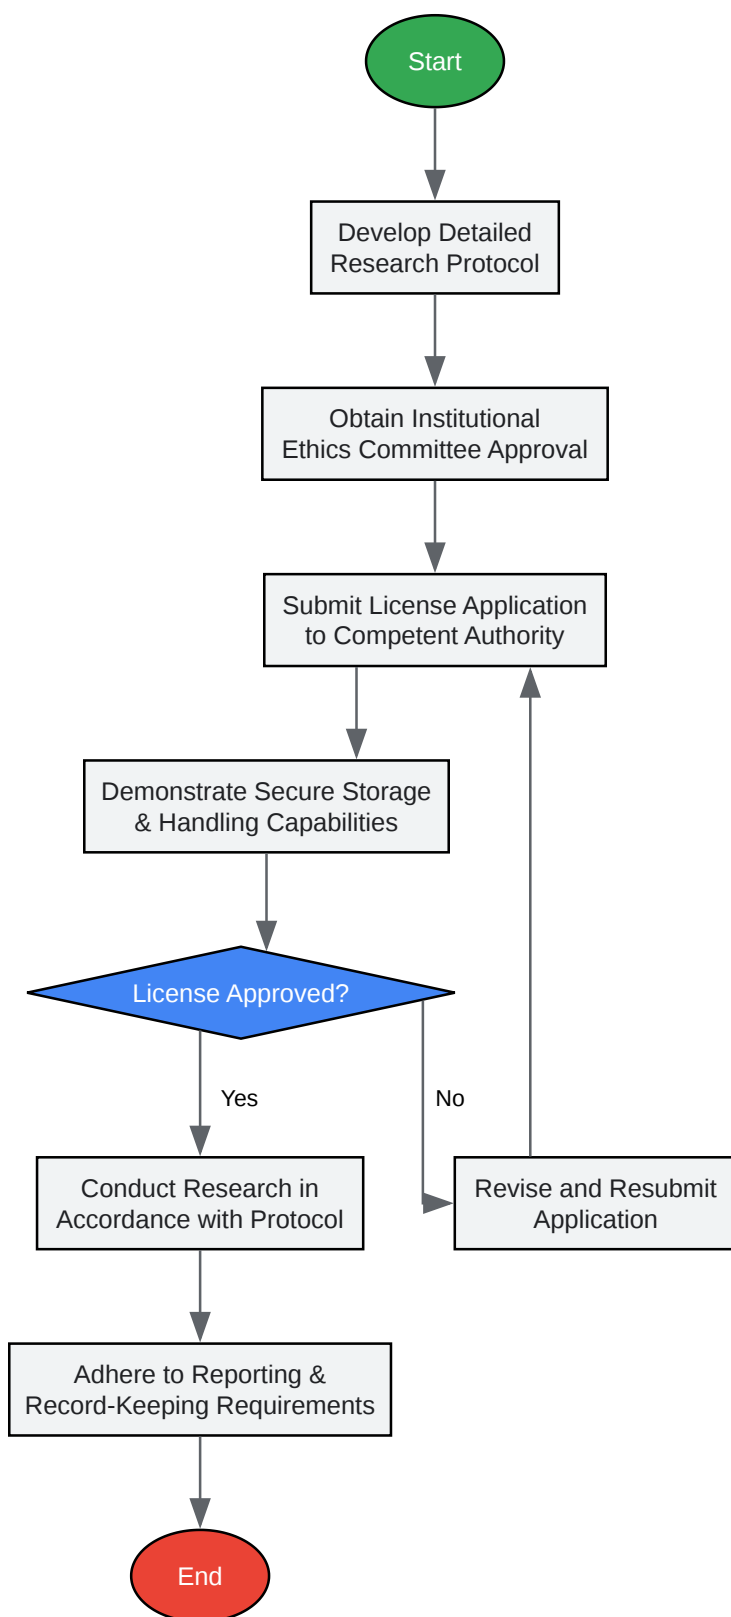 Start
Develop Detailed
Research Protocol
Obtain Institutional
Ethics Committee Approval
Submit License Application
to Competent Authority
Demonstrate Secure Storage
& Handling Capabilities
License Approved?
Yes
No
Conduct Research in
Accordance with Protocol
Revise and Resubmit
Application
Adhere to Reporting &
Record-Keeping Requirements
End